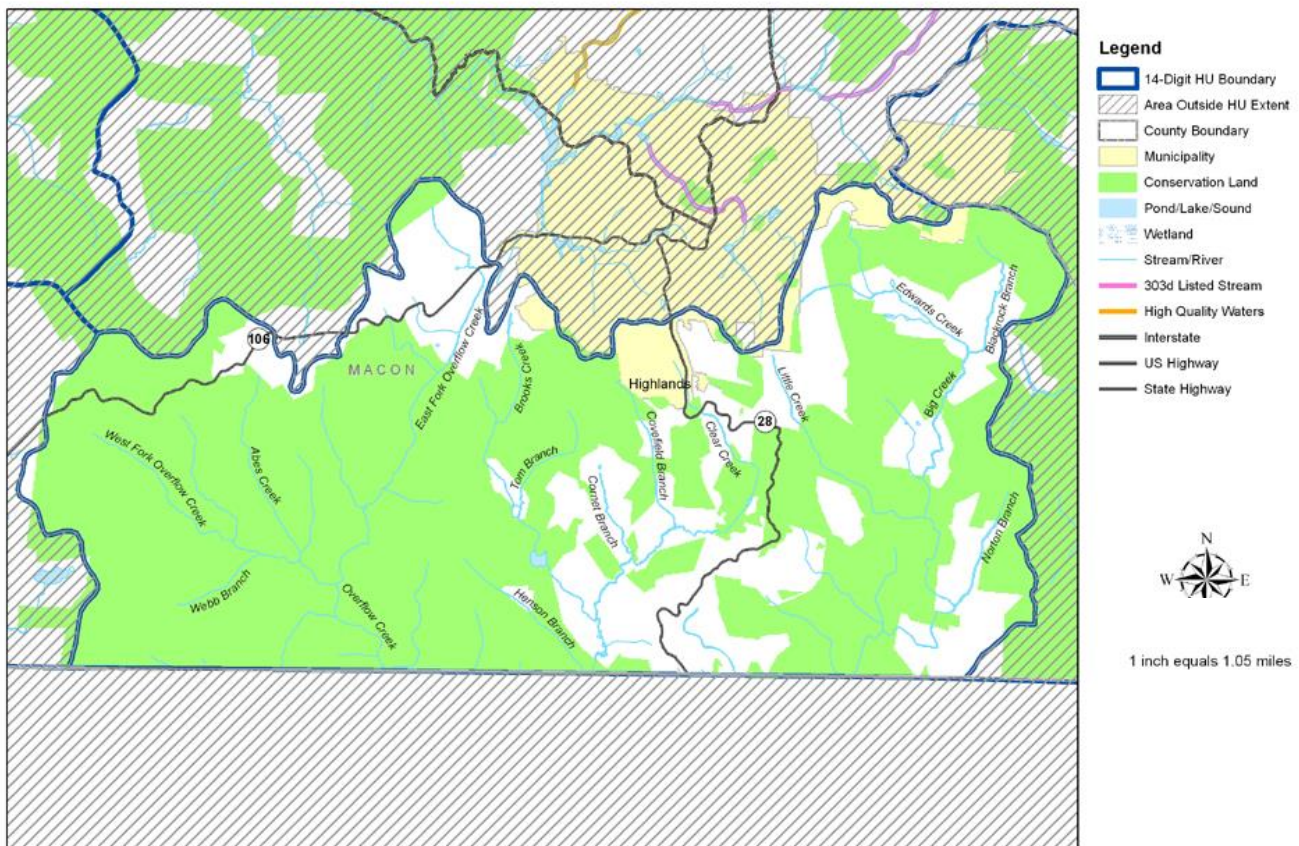 Legend
14-Digit HU Boundary
Area Outside HU Extent
County Boundary
Municipality
Conservation Land
Pond/Lake/Sound
Wetland
Stream/River
303d Listed Stream
High Quality Waters
Interstate
US Highway
State Highway
N
W E
S
1 inch equals 1.05 miles
106
MACON
East Fork Overflow Creek
Brooks Creek
Highlands
Little Creek
Edwards Creek
Blackrock Branch
Big Creek
28
Clear Creek
Covefield Branch
Tom Branch
Cornet Branch
West Fork Overflow Creek
Abes Creek
Norton Branch
Webb Branch
Overflow Creek
Henson Branch